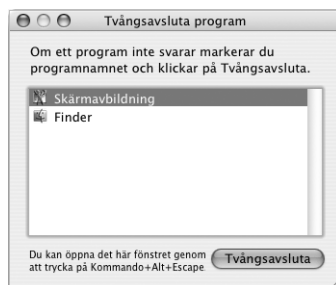 Tvångsavsluta program
Om ett program inte svarar markerar du
programnamnet och klickar på Tvångsavsluta.
Skärmavbildning
Finder
Du kan öppna det här fönstret genom
att trycka på Kommando+Alt+Escape
Tvångsavsluta